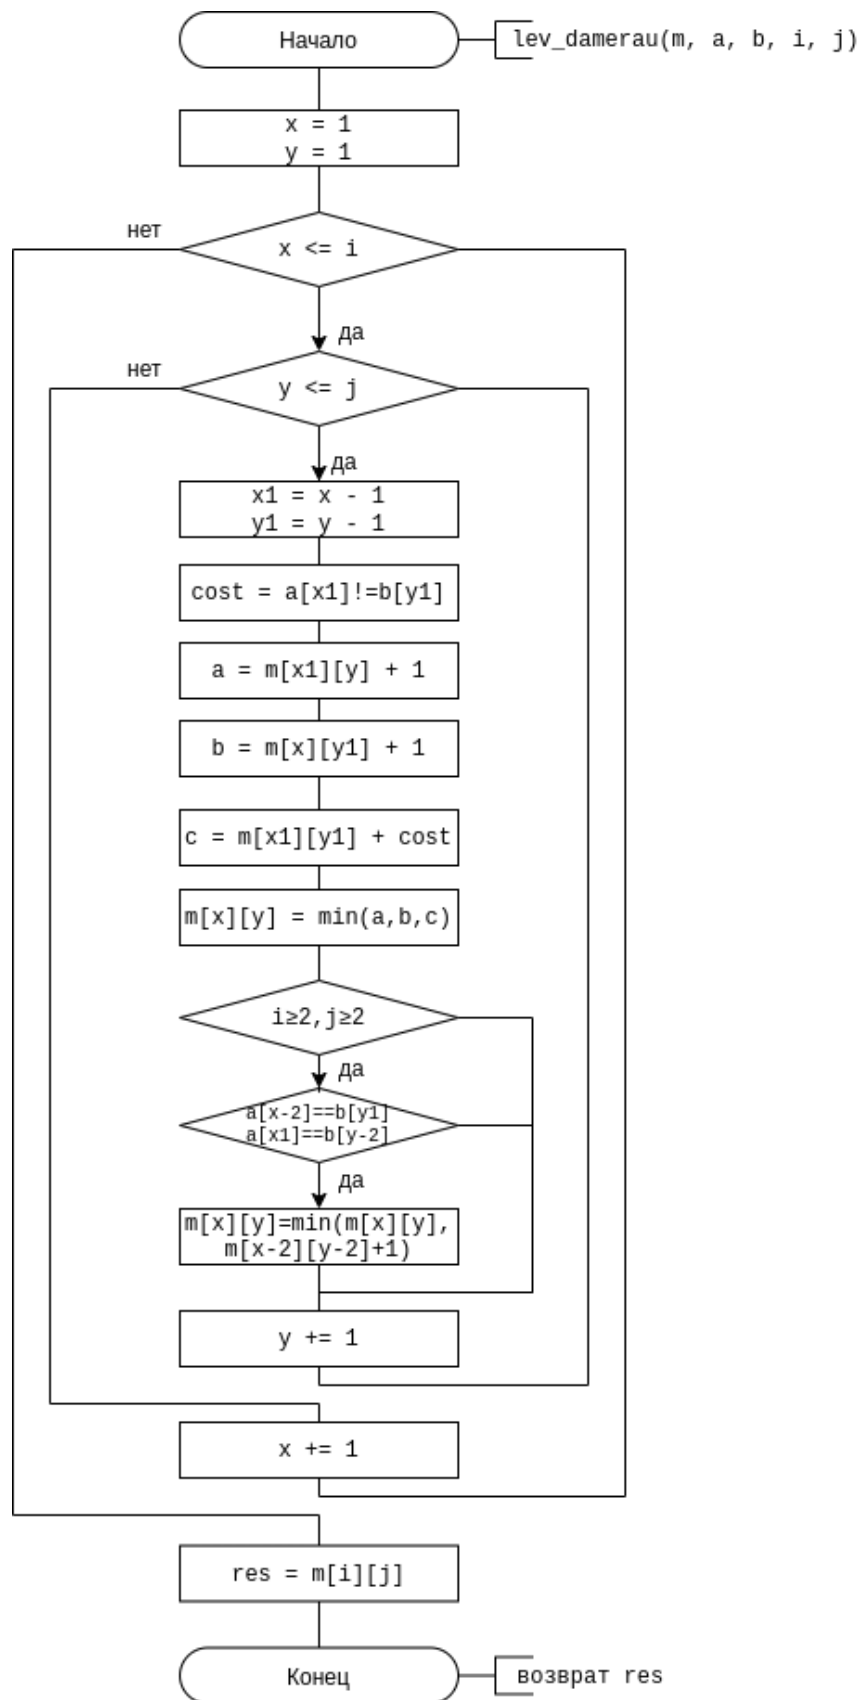 Начало
lev_damerau(m, a, b, i, j)
x = 1
y = 1
нет
x <= i
да
нет
y <= j
да
x1 = x - 1
y1 = y - 1
cost = a[x1]!=b[y1]
a = m[x1][y] + 1
b = m[x][y1] + 1
c = m[x1][y1] + cost
m[x][y] = min(a,b,c)
i≥2,j≥2
да
a[x-2]==b[y1]
a[x1]==b[y-2]
да
m[x][y]=min(m[x][y],
m[x-2][y-2]+1)
y += 1
x += 1
res = m[i][j]
Конец
возврат res